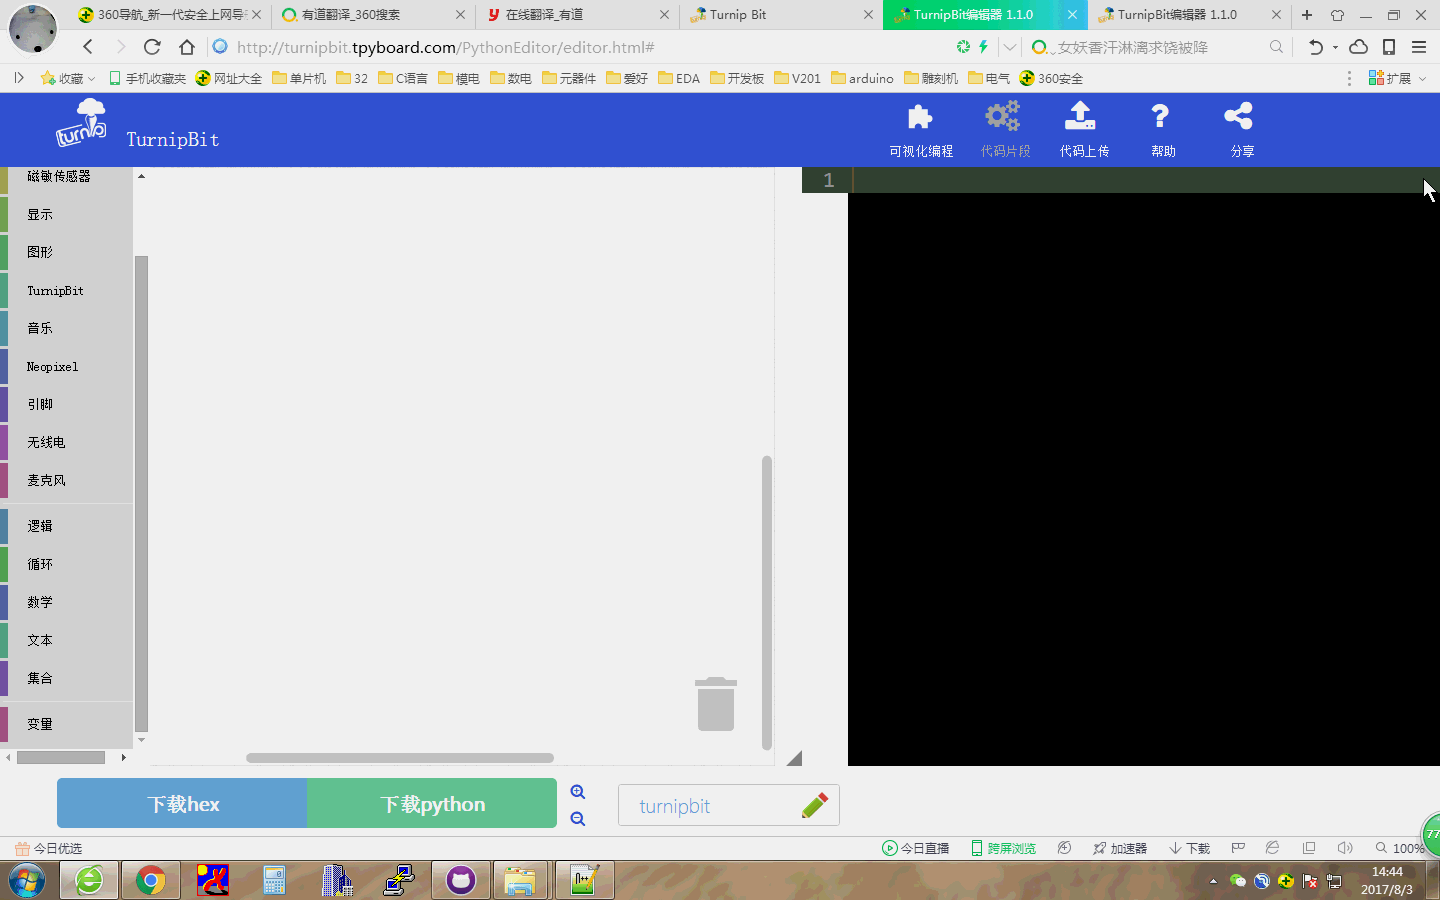 360导航_新一代安全上网导
有道翻译_360搜索
在线翻译_有道
Turnip Bit
TurnipBit编辑器 1.1.0
TurnipBit编辑器 1.1.0
http://turnipbit.tpyboard.com/PythonEditor/editor.html#
女妖香汗淋漓求饶被降
收藏
手机收藏夹
网址大全
单片机
32
C语言
模电
数电
元器件
爱好
EDA
开发板
V201
arduino
雕刻机
电气
360安全
扩展
turnip
TurnipBit
可视化编程
代码片段
代码上传
帮助
分享
磁敏传感器
显示
图形
TurnipBit
音乐
Neopixel
引脚
无线电
麦克风
逻辑
循环
数学
文本
集合
变量
1
下载hex
下载python
turnipbit
77
今日优选
今日直播
跨屏浏览
加速器
下载
100%
14:44
2017/8/3